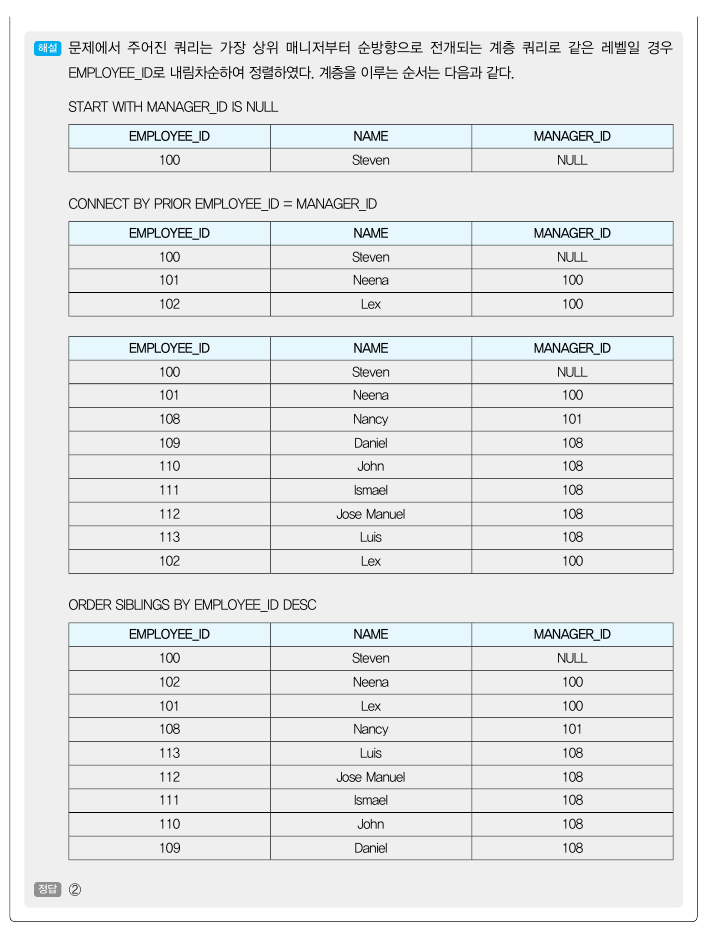 해설 문제에서 주어진 쿼리는 가장 상위 매니저부터 순방향으로 전개되는 계층 쿼리로 같은 레벨일 경우
EMPLOYEE_ID로 내림차순하여 정렬하였다. 계층을 이루는 순서는 다음과 같다.
START WITH MANAGER_ID IS NULL
EMPLOYEE_ID NAME MANAGER_ID
100 Steven NULL
CONNECT BY PRIOR EMPLOYEE_ID = MANAGER_ID
EMPLOYEE_ID NAME MANAGER_ID
100 Steven NULL
101 Neena 100
102 Lex 100
EMPLOYEE_ID NAME MANAGER_ID
100 Steven NULL
101 Neena 100
108 Nancy 101
109 Daniel 108
110 John 108
111 Ismael 108
112 Jose Manuel 108
113 Luis 108
102 Lex 100
ORDER SIBLINGS BY EMPLOYEE_ID DESC
EMPLOYEE_ID NAME MANAGER_ID
100 Steven NULL
102 Neena 100
101 Lex 100
108 Nancy 101
113 Luis 108
112 Jose Manuel 108
111 Ismael 108
110 John 108
109 Daniel 108
정답 ②